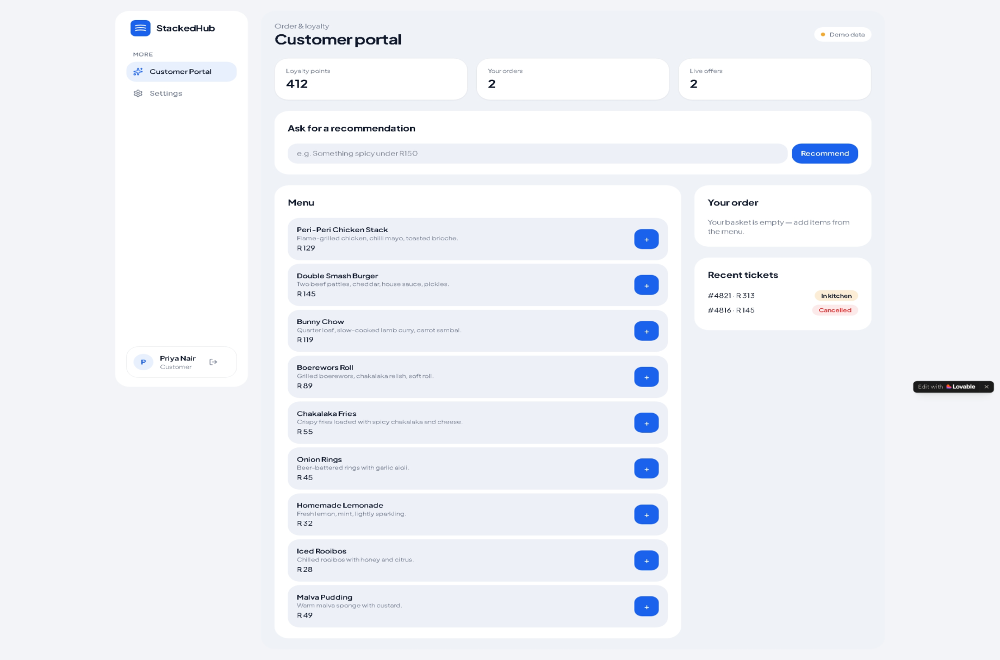 StackedHub
MORE
Customer Portal
Settings
Priya Nair
P
Customer
Order & loyalty
Customer portal
Demo data
Loyalty points
412
Your orders
2
Live offers
2
Ask for a recommendation
e.g. Something spicy under R150
Recommend
Menu
Peri-Peri Chicken Stack
Flame-grilled chicken, chilli mayo, toasted brioche.
R 129
+
Double Smash Burger
Two beef patties, cheddar, house sauce, pickles.
R 145
+
Bunny Chow
Quarter loaf, slow-cooked lamb curry, carrot sambal.
R 119
+
Boerewors Roll
Grilled boerewors, chakalaka relish, soft roll.
R 89
+
Chakalaka Fries
Crispy fries loaded with spicy chakalaka and cheese.
R 55
+
Onion Rings
Beer-battered rings with garlic aioli.
R 45
+
Homemade Lemonade
Fresh lemon, mint, lightly sparkling.
R 32
+
Iced Rooibos
Chilled rooibos with honey and citrus.
R 28
+
Malva Pudding
Warm malva sponge with custard.
R 49
+
Your order
Your basket is empty — add items from
the menu.
Recent tickets
#4821 · R 313
In kitchen
#4816 · R 145
Cancelled
Edit with Lovable ×